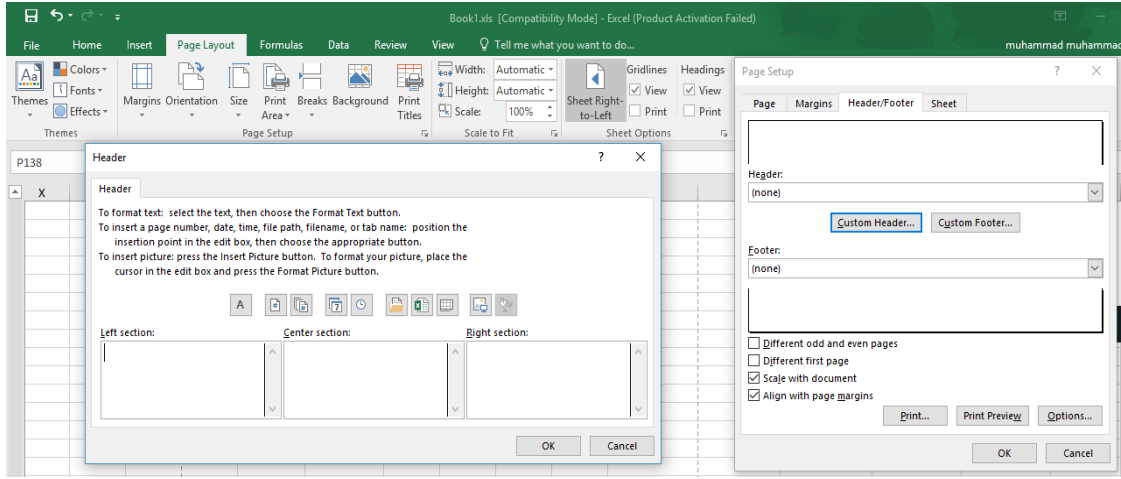 Book1.xls [Compatibility Mode] - Excel (Product Activation Failed)
File Home Insert Page Layout Formulas Data Review View Tell me what you want to do... muhammad muhammad
Aa Colors Width: Automatic Gridlines Headings
Fonts Height: Automatic View View
Themes Effects Margins Orientation Size Print Area Breaks Background Print Titles Scale: 100% Sheet Right-to-Left Print Print
Themes Page Setup Scale to Fit Sheet Options
P138
X
Header ?
Header
To format text: select the text, then choose the Format Text button.
To insert a page number, date, time, file path, filename, or tab name: position the
insertion point in the edit box, then choose the appropriate button.
To insert picture: press the Insert Picture button. To format your picture, place the
cursor in the edit box and press the Format Picture button.
A # 7
Left section: Center section: Right section:
OK Cancel
Page Setup ?
Page Margins Header/Footer Sheet
Header:
(none)
Custom Header... Custom Footer...
Footer:
(none)
Different odd and even pages
Different first page
Scale with document
Align with page margins
Print... Print Preview Options...
OK Cancel